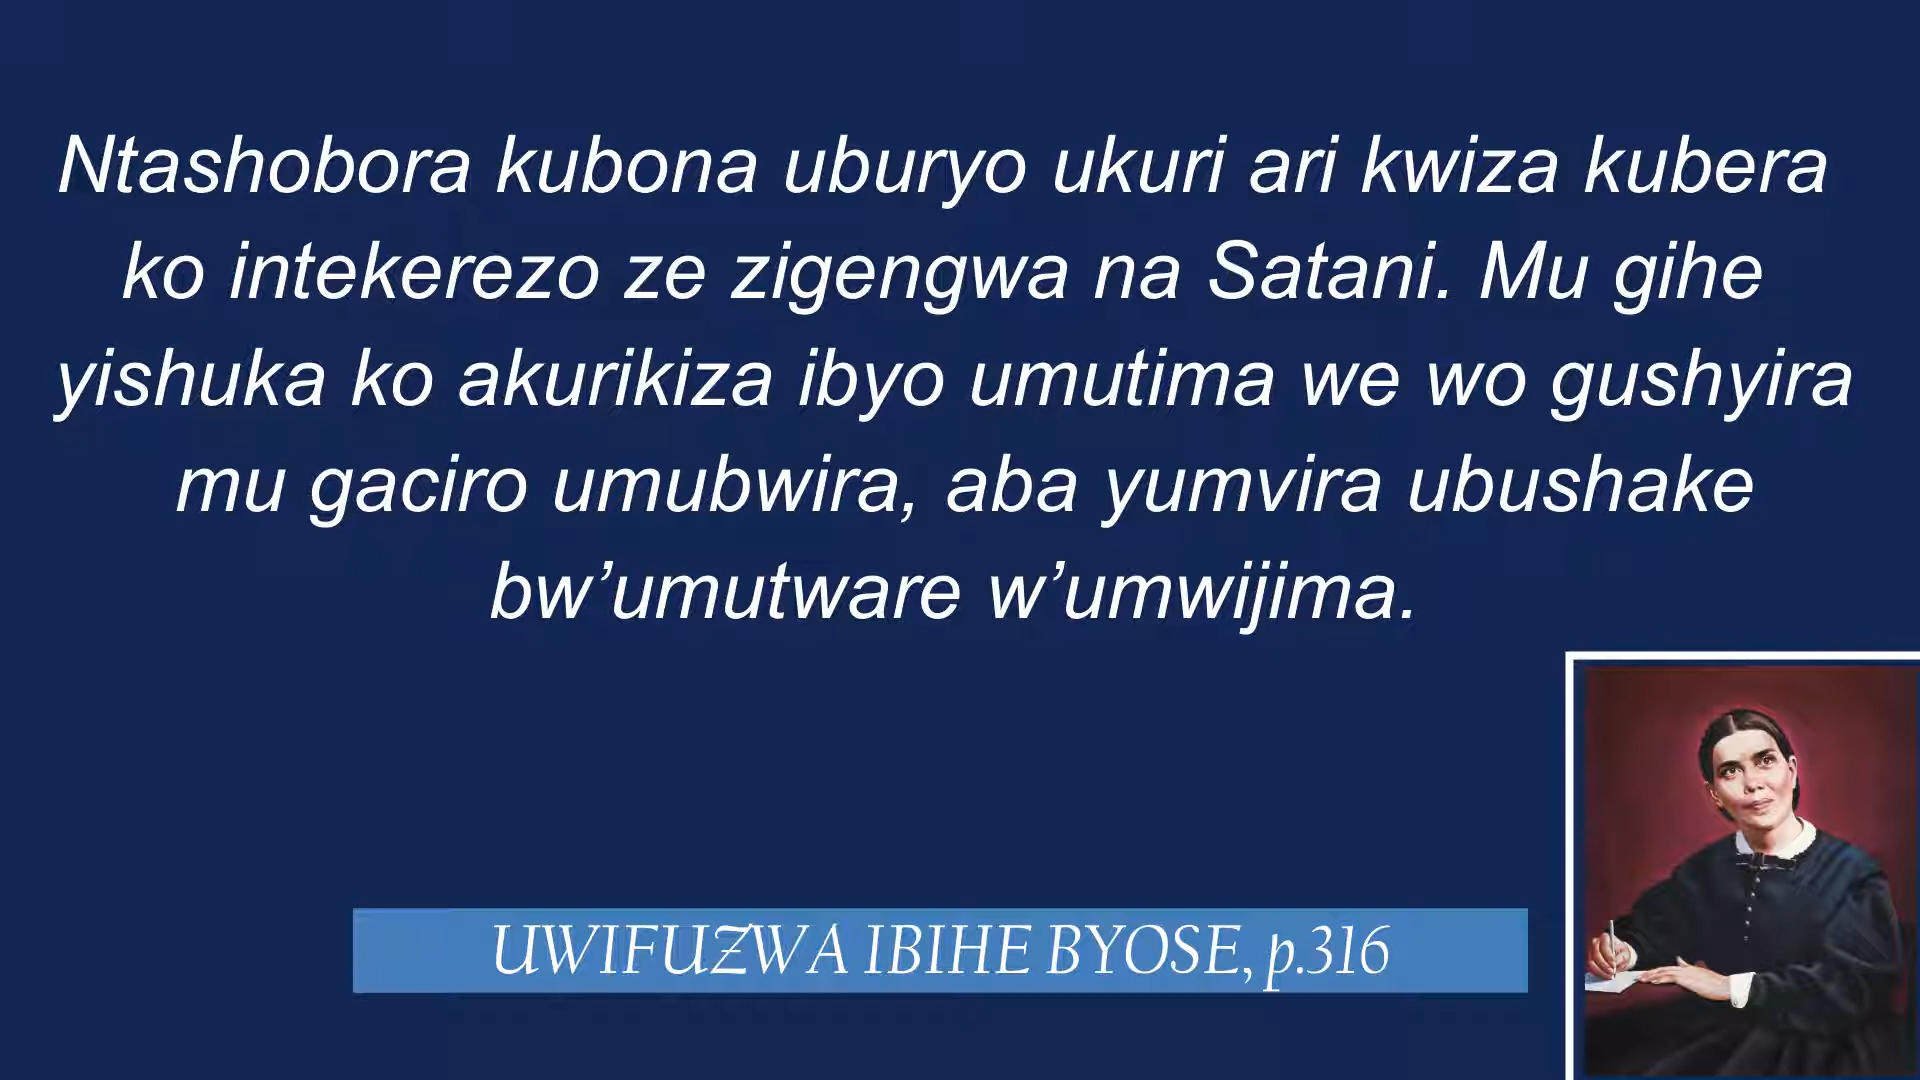 Ntashobora kubona uburyo ukuri ari kwiza kubera
ko intekerezo ze zigengwa na Satani. Mu gihe
yishuka ko akurikiza ibyo umutima we wo gushyira
mu gaciro umubwira, aba yumvira ubushake
bw’umutware w’umwijima.
UWIFUZWA IBIHE BYOSE, p.316